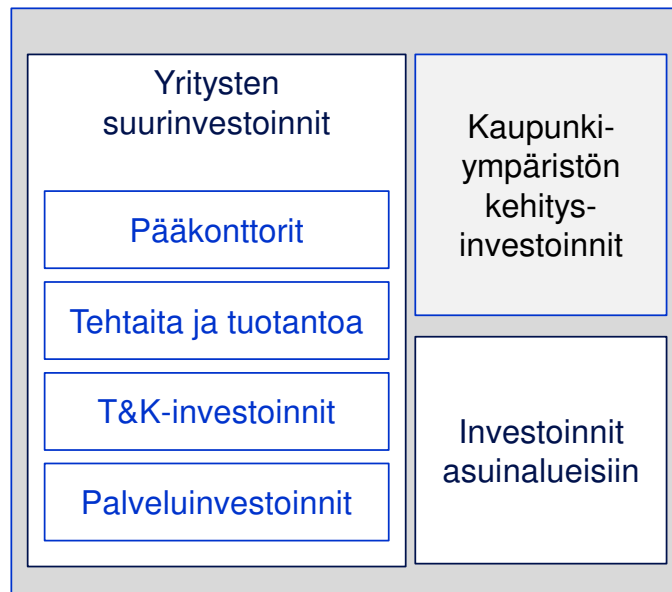 Yritysten
suurinvestoinnit
Pääkonttorit
Tehtaita ja tuotantoa
T&K-investoinnit
Palveluinvestoinnit
Kaupunki-
ympäristön
kehitys-
investoinnit
Investoinnit
asuinalueisiin